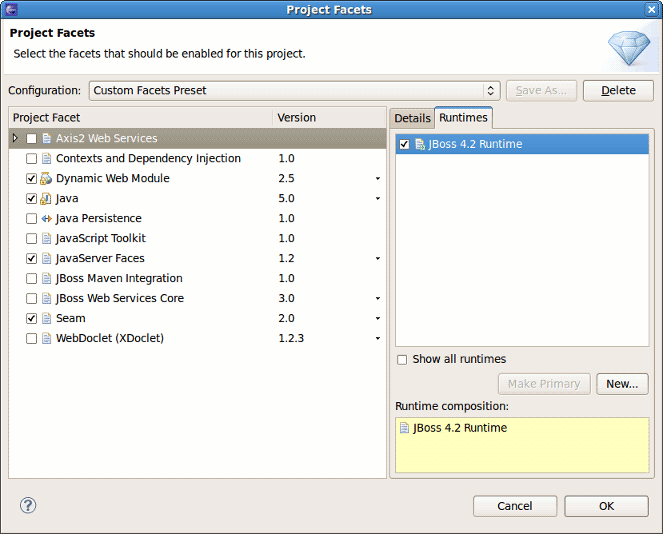 Project Facets
Project Facets
Select the facets that should be enabled for this project.
Configuration: Custom Facets Preset Save As... Delete
Project Facet Version
Axis2 Web Services
Contexts and Dependency Injection 1.0
Dynamic Web Module 2.5
Java 5.0
Java Persistence 1.0
JavaScript Toolkit 1.0
JavaServer Faces 1.2
JBoss Maven Integration 1.0
JBoss Web Services Core 3.0
Seam 2.0
WebDoclet (XDoclet) 1.2.3
Details Runtimes
JBoss 4.2 Runtime
Show all runtimes
Make Primary New...
Runtime composition:
JBoss 4.2 Runtime
? Cancel OK